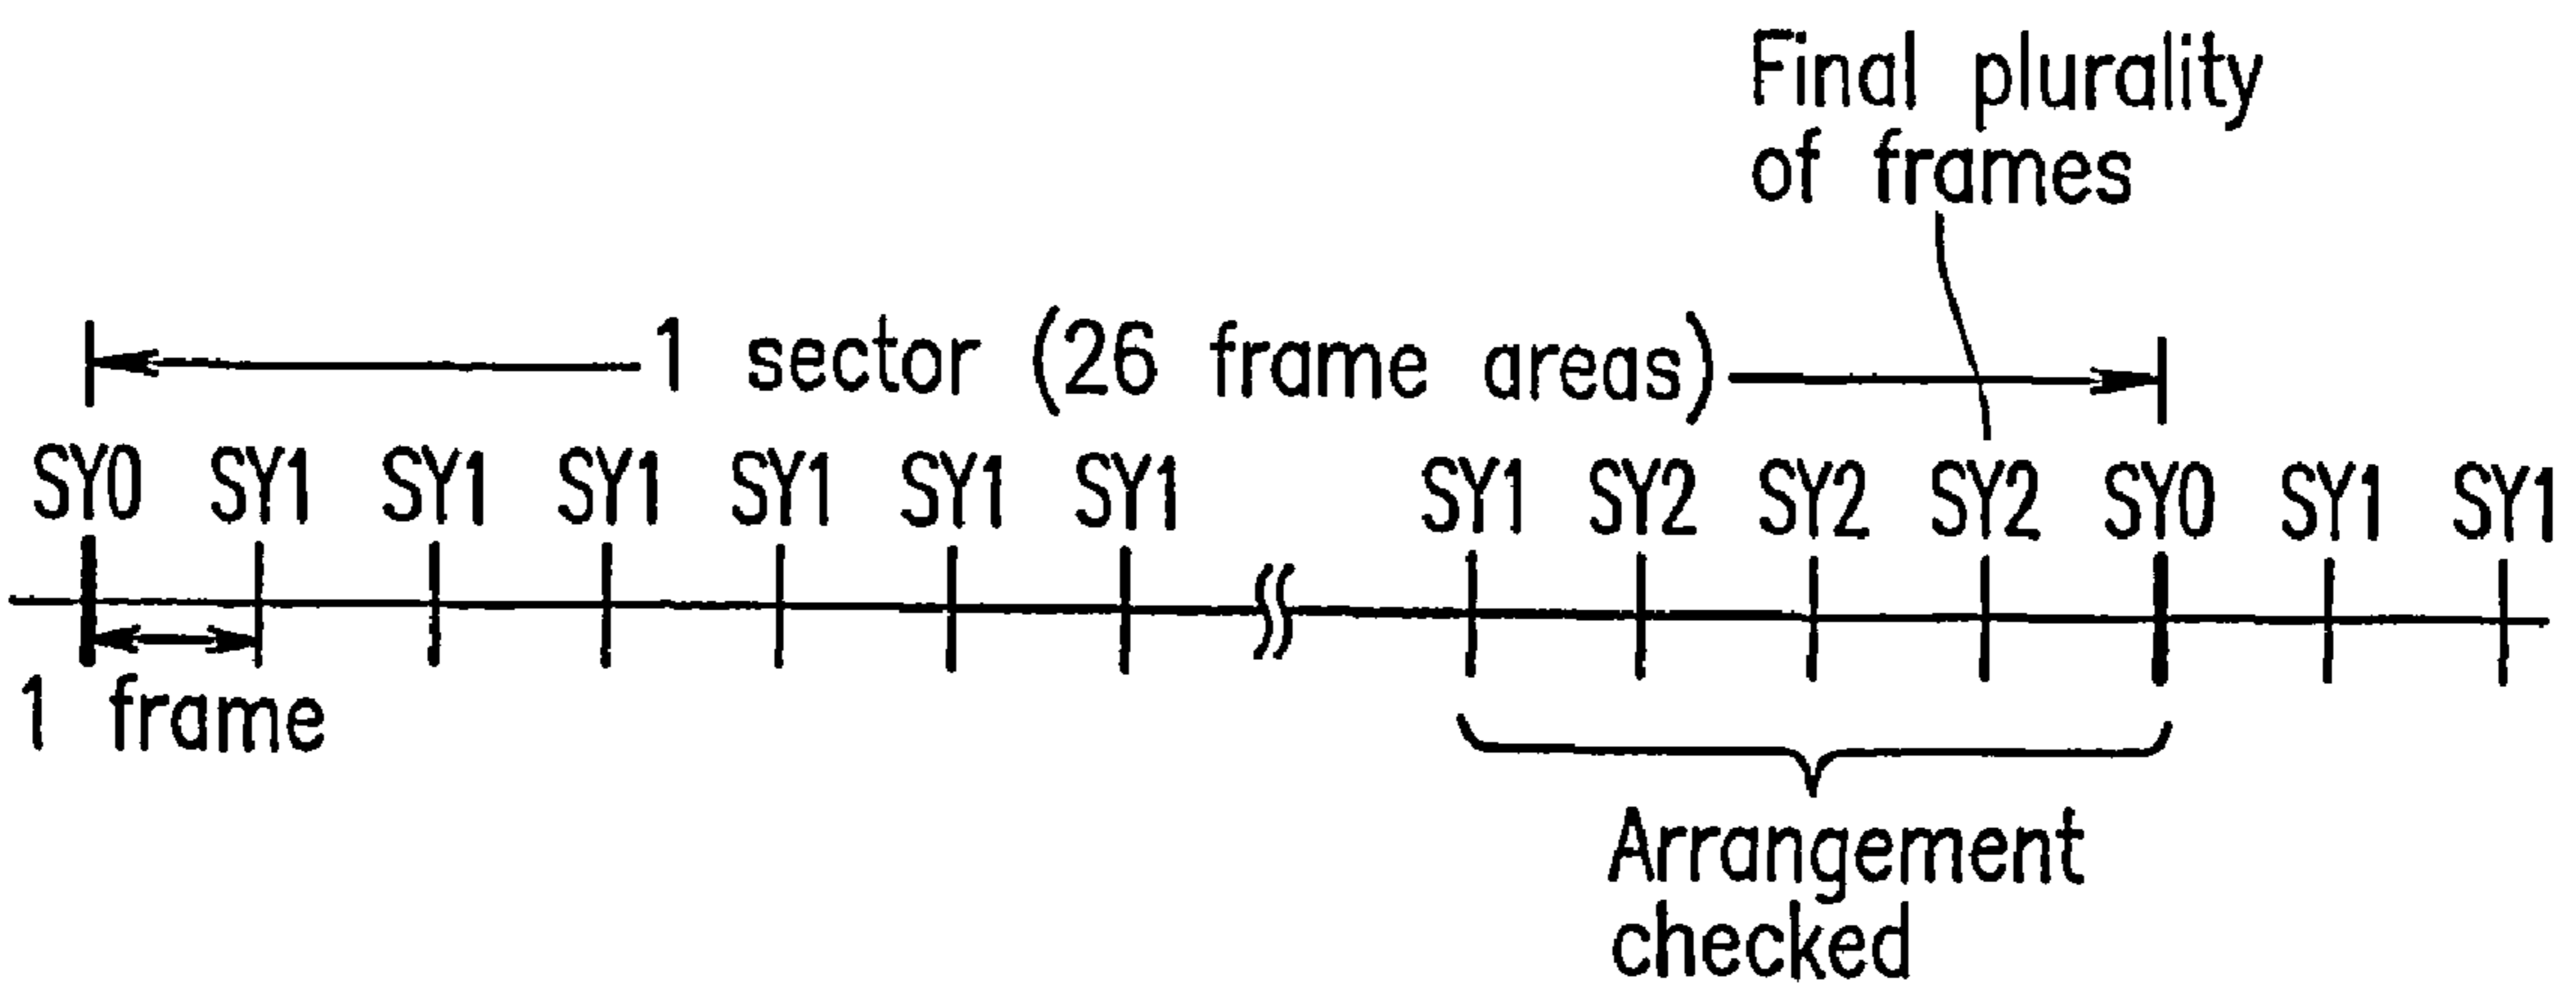 Final plurality
of frames
1 sector (26 frame areas)
SY0 SY1 SY1 SY1 SY1 SY1 SY1 SY1 SY2 SY2 SY2 SY0 SY1 SY1
1 frame
Arrangement
checked